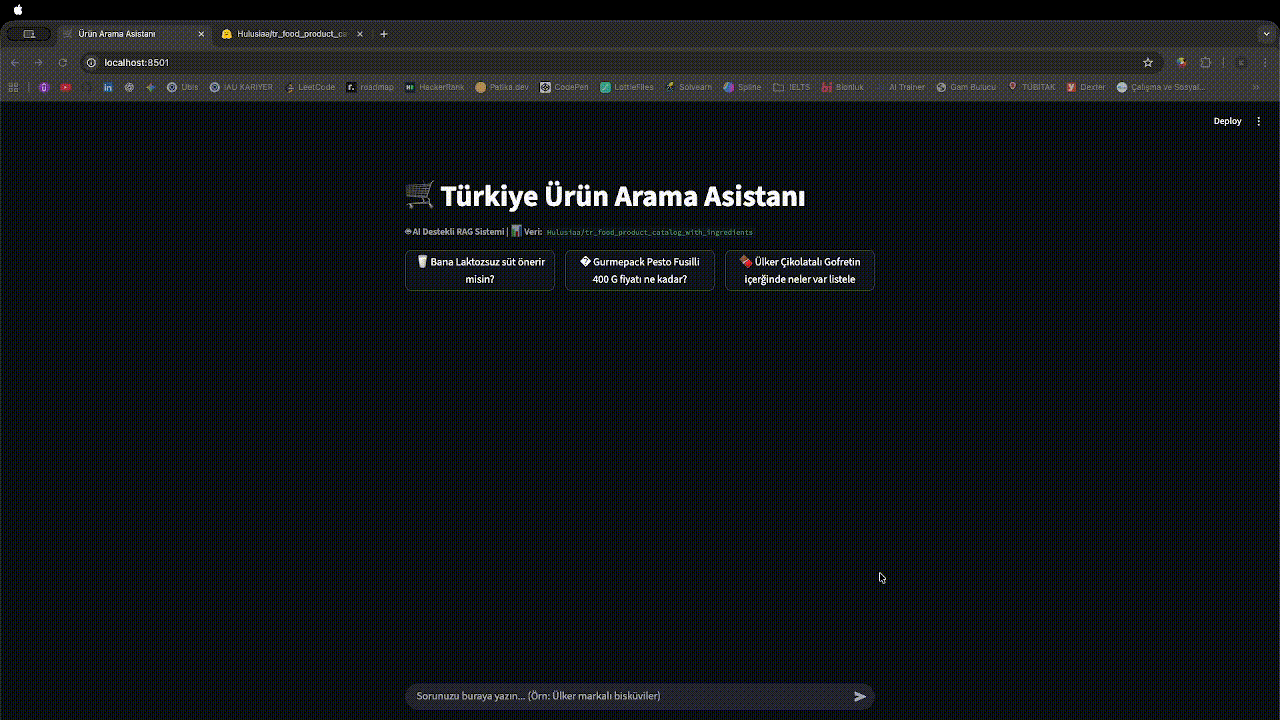 Ürün Arama Asistanı
Hulusiaa/tr_food_product_ca
localhost:8501
Ubis
IAU KARIYER
LeetCode
roadmap
HackerRank
Patika.dev
CodePen
LottieFiles
Solvearn
Spline
IELTS
Bionluk
AI Trainer
Gam Bulucu
TÜBİTAK
Dexter
Çalışma ve Sosyal...
Deploy
Türkiye Ürün Arama Asistanı
AI Destekli RAG Sistemi | Veri: Hulusiaa/tr_food_product_catalog_with_ingredients
Bana Laktozsuz süt önerir
misin?
� Gurmepack Pesto Fusilli
400 G fiyatı ne kadar?
Ülker Çikolatalı Gofretin
içerğinde neler var listele
Sorunuzu buraya yazın... (Örn: Ülker markalı bisküviler)